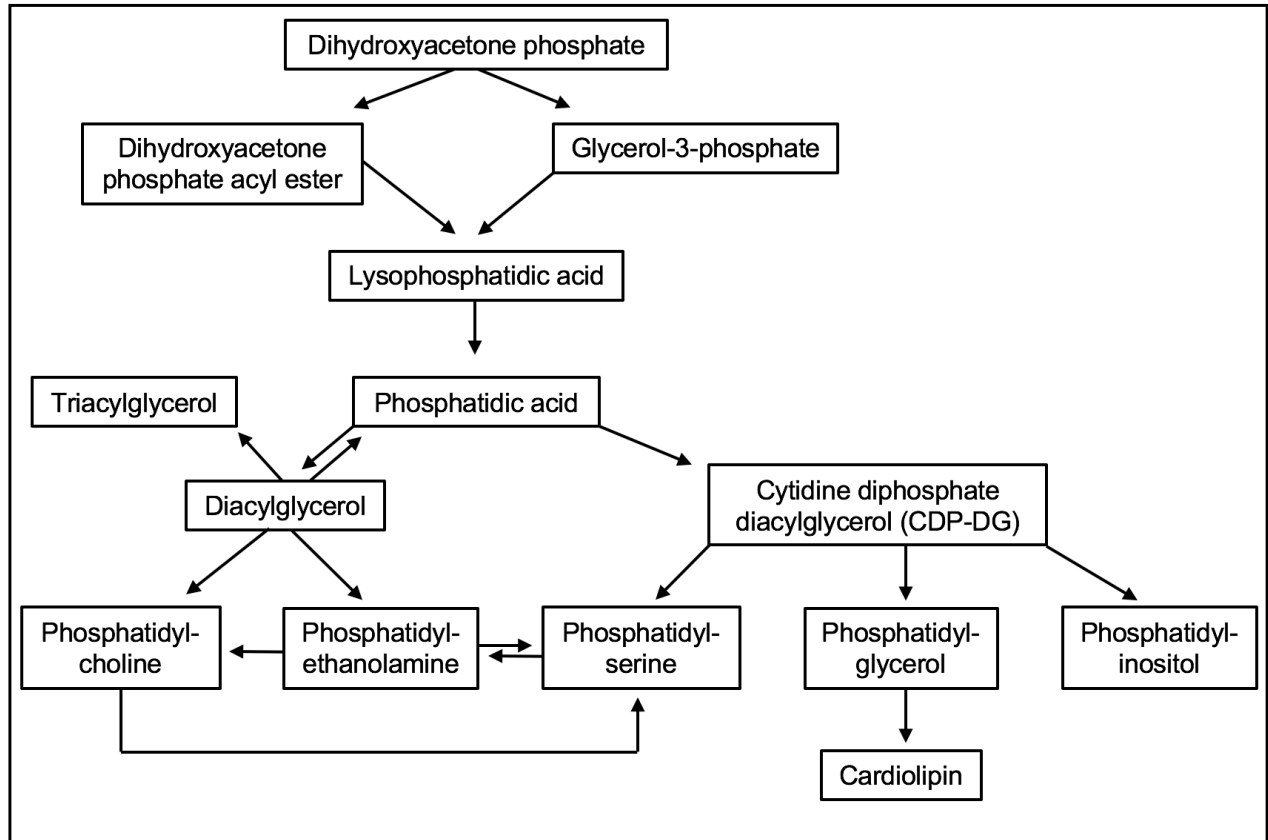 Dihydroxyacetone phosphate
Dihydroxyacetone
phosphate acyl ester
Glycerol-3-phosphate
Lysophosphatidic acid
Triacylglycerol
Phosphatidic acid
Diacylglycerol
Cytidine diphosphate
diacylglycerol (CDP-DG)
Phosphatidyl-
choline
Phosphatidyl-
ethanolamine
Phosphatidyl-
serine
Phosphatidyl-
glycerol
Phosphatidyl-
inositol
Cardiolipin